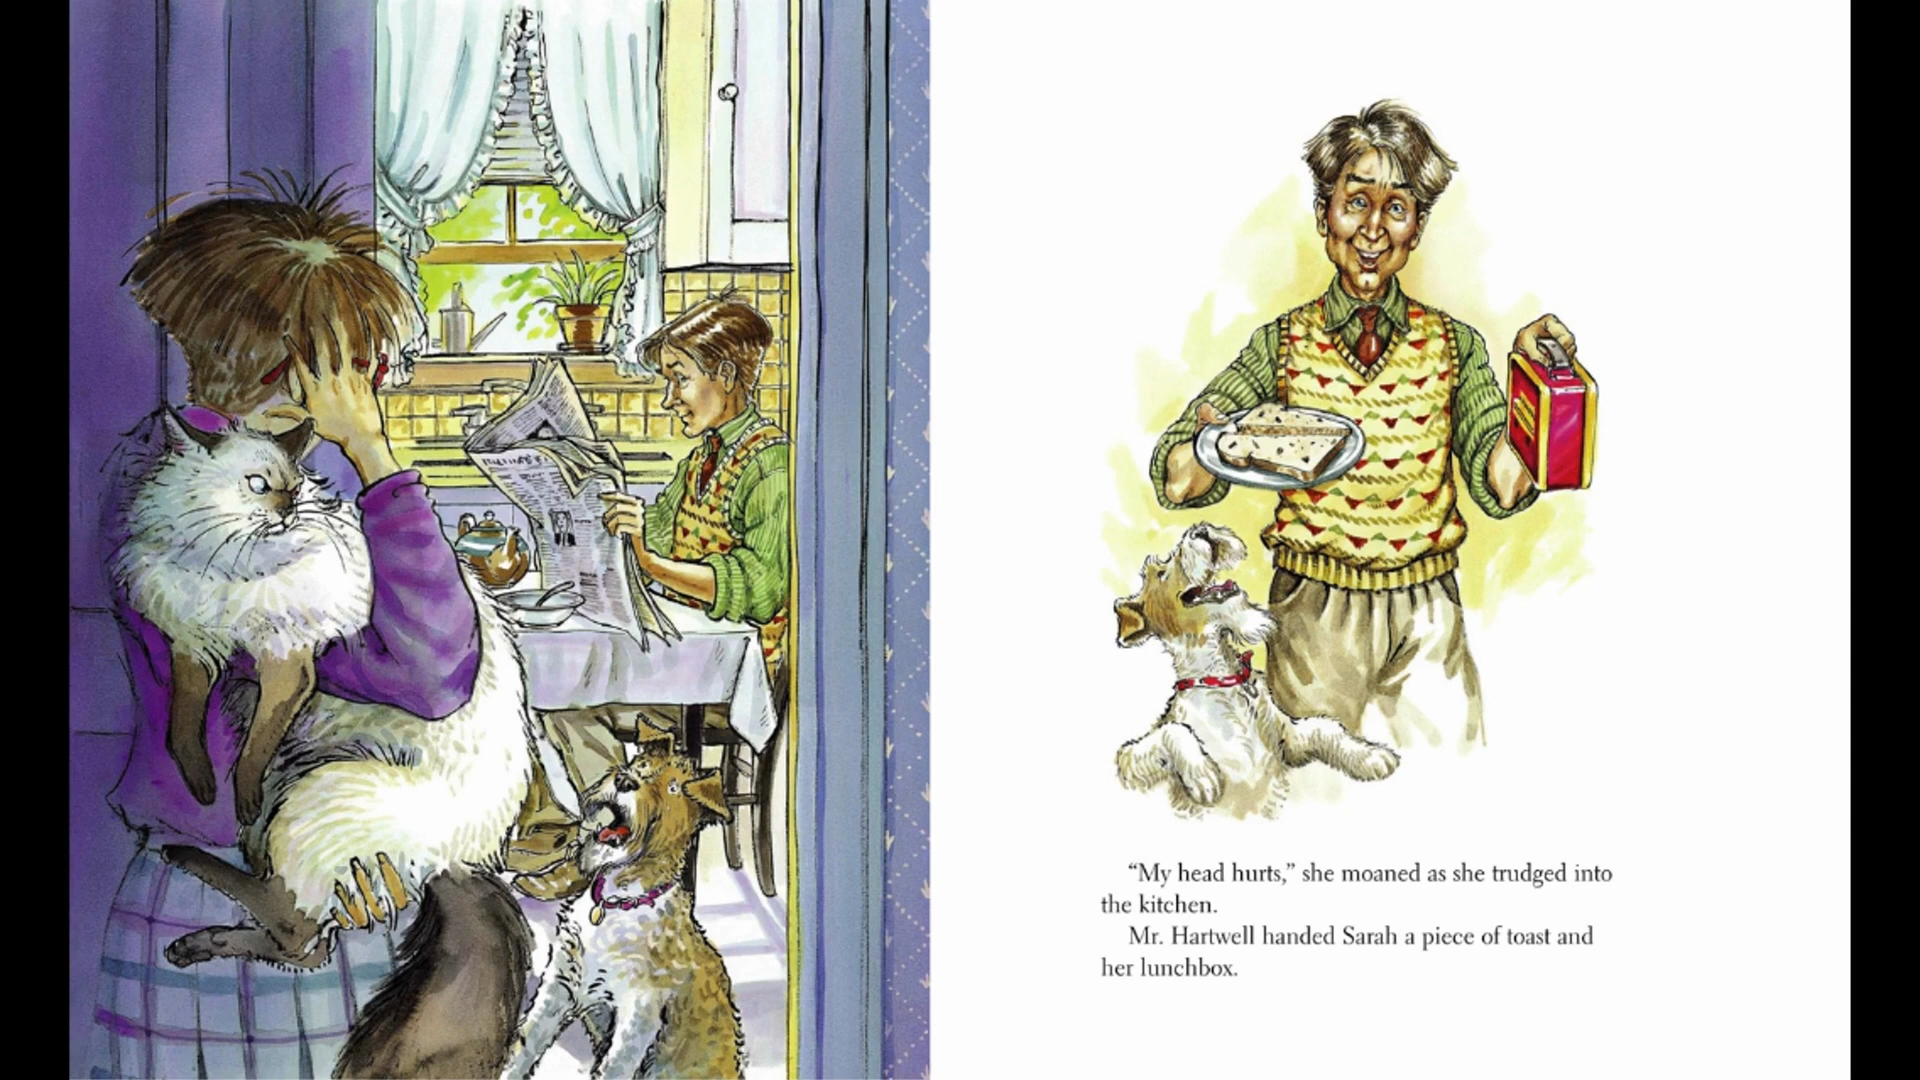 “My head hurts,” she moaned as she trudged into
the kitchen.
Mr. Hartwell handed Sarah a piece of toast and
her lunchbox.